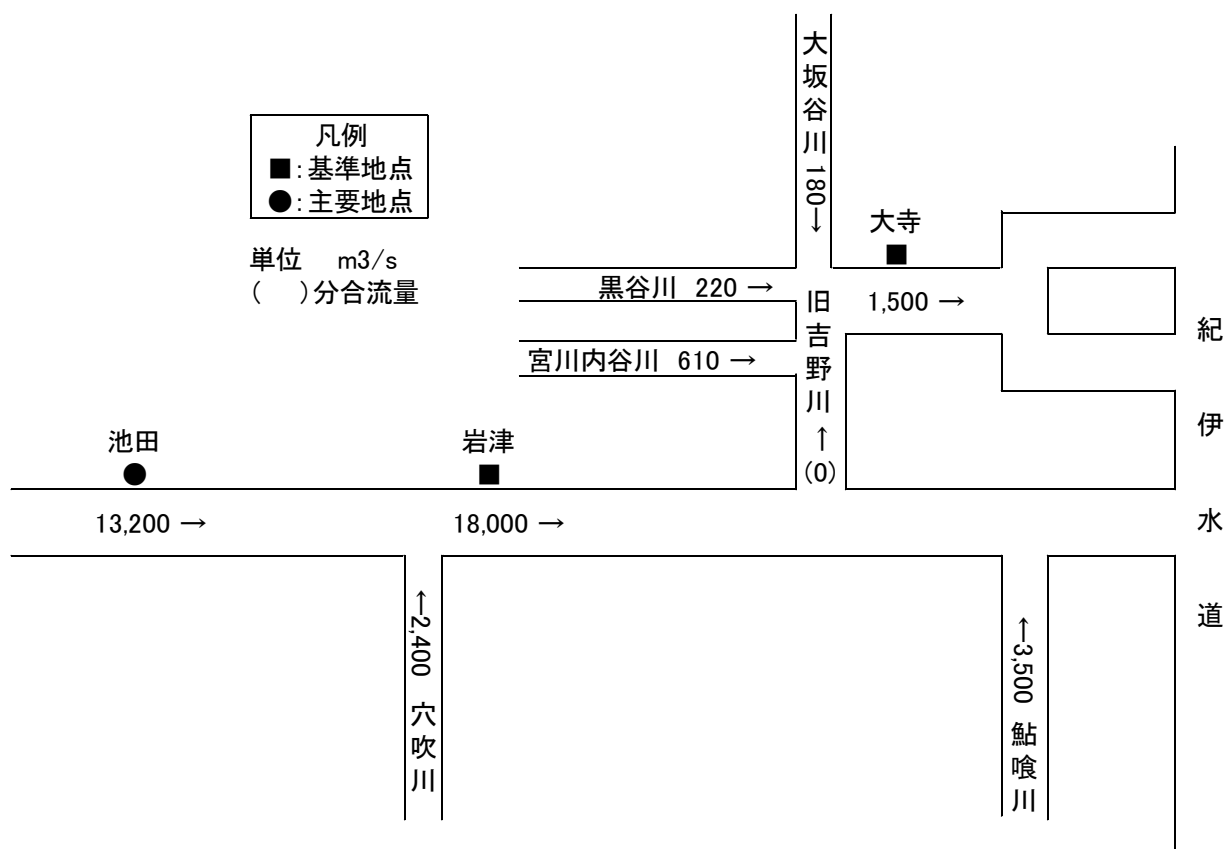 大坂谷川 180→
凡例
■:基準地点
●:主要地点
単位 m3/s
( )分合流量
大寺
■
黒谷川 220 →
1,500 →
宮川内谷川 610 →
旧吉野川↑(0)
紀伊水道
池田
●
岩津
■
13,200 →
18,000 →
←2,400 穴吹川
←3,500 鮎喰川